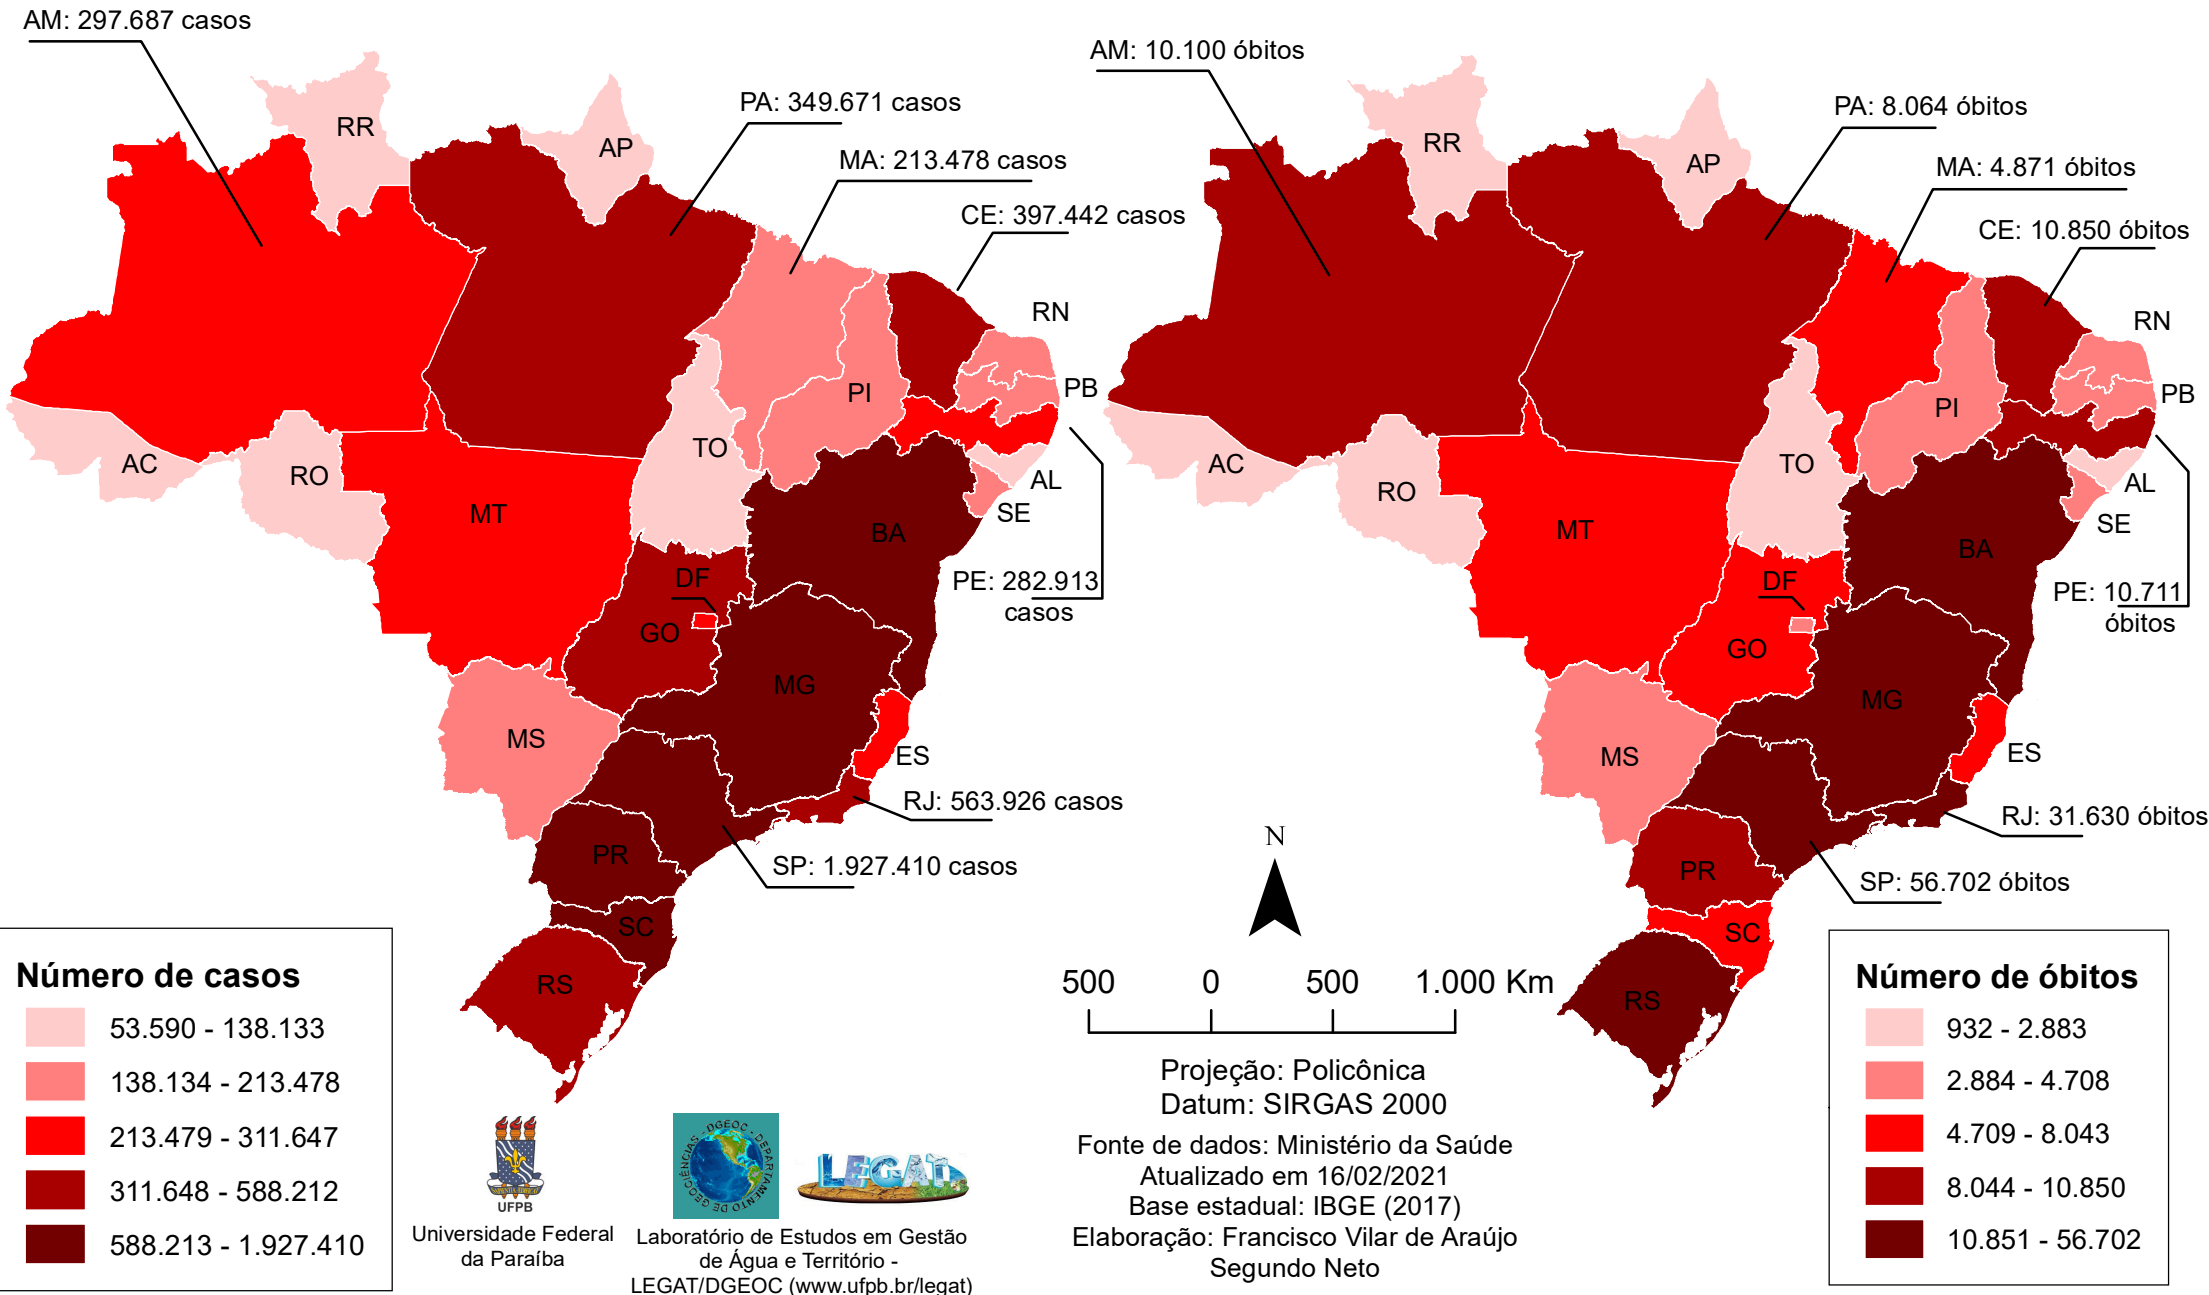 AM: 297.687 casos
RR
AP
PA: 349.671 casos
MA: 213.478 casos
CE: 397.442 casos
RN
PB
PI
TO
AC
RO
MT
AL
SE
BA
PE: 282.913
casos
DF
GO
MG
MS
ES
RJ: 563.926 casos
SP: 1.927.410 casos
PR
SC
RS
Número de casos
53.590 - 138.133
138.134 - 213.478
213.479 - 311.647
311.648 - 588.212
588.213 - 1.927.410
UFPB
Universidade Federal
da Paraíba
DGEOC - DEPARTAMENTO DE GEOCIÊNCIAS -
LEGAT
Laboratório de Estudos em Gestão
de Água e Território -
LEGAT/DGEOC (www.ufpb.br/legat)
AM: 10.100 óbitos
RR
AP
PA: 8.064 óbitos
MA: 4.871 óbitos
CE: 10.850 óbitos
RN
PB
PI
TO
AC
RO
MT
AL
SE
BA
PE: 10.711
óbitos
DF
GO
MG
MS
ES
RJ: 31.630 óbitos
SP: 56.702 óbitos
PR
SC
RS
N
500 0 500 1.000 Km
Projeção: Policônica
Datum: SIRGAS 2000
Fonte de dados: Ministério da Saúde
Atualizado em 16/02/2021
Base estadual: IBGE (2017)
Elaboração: Francisco Vilar de Araújo
Segundo Neto
Número de óbitos
932 - 2.883
2.884 - 4.708
4.709 - 8.043
8.044 - 10.850
10.851 - 56.702